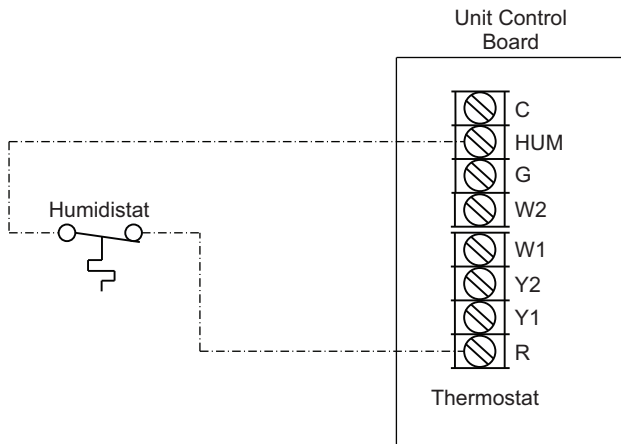 Unit Control
Board
C
HUM
G
W2
Humidistat
W1
Y2
Y1
R
Thermostat